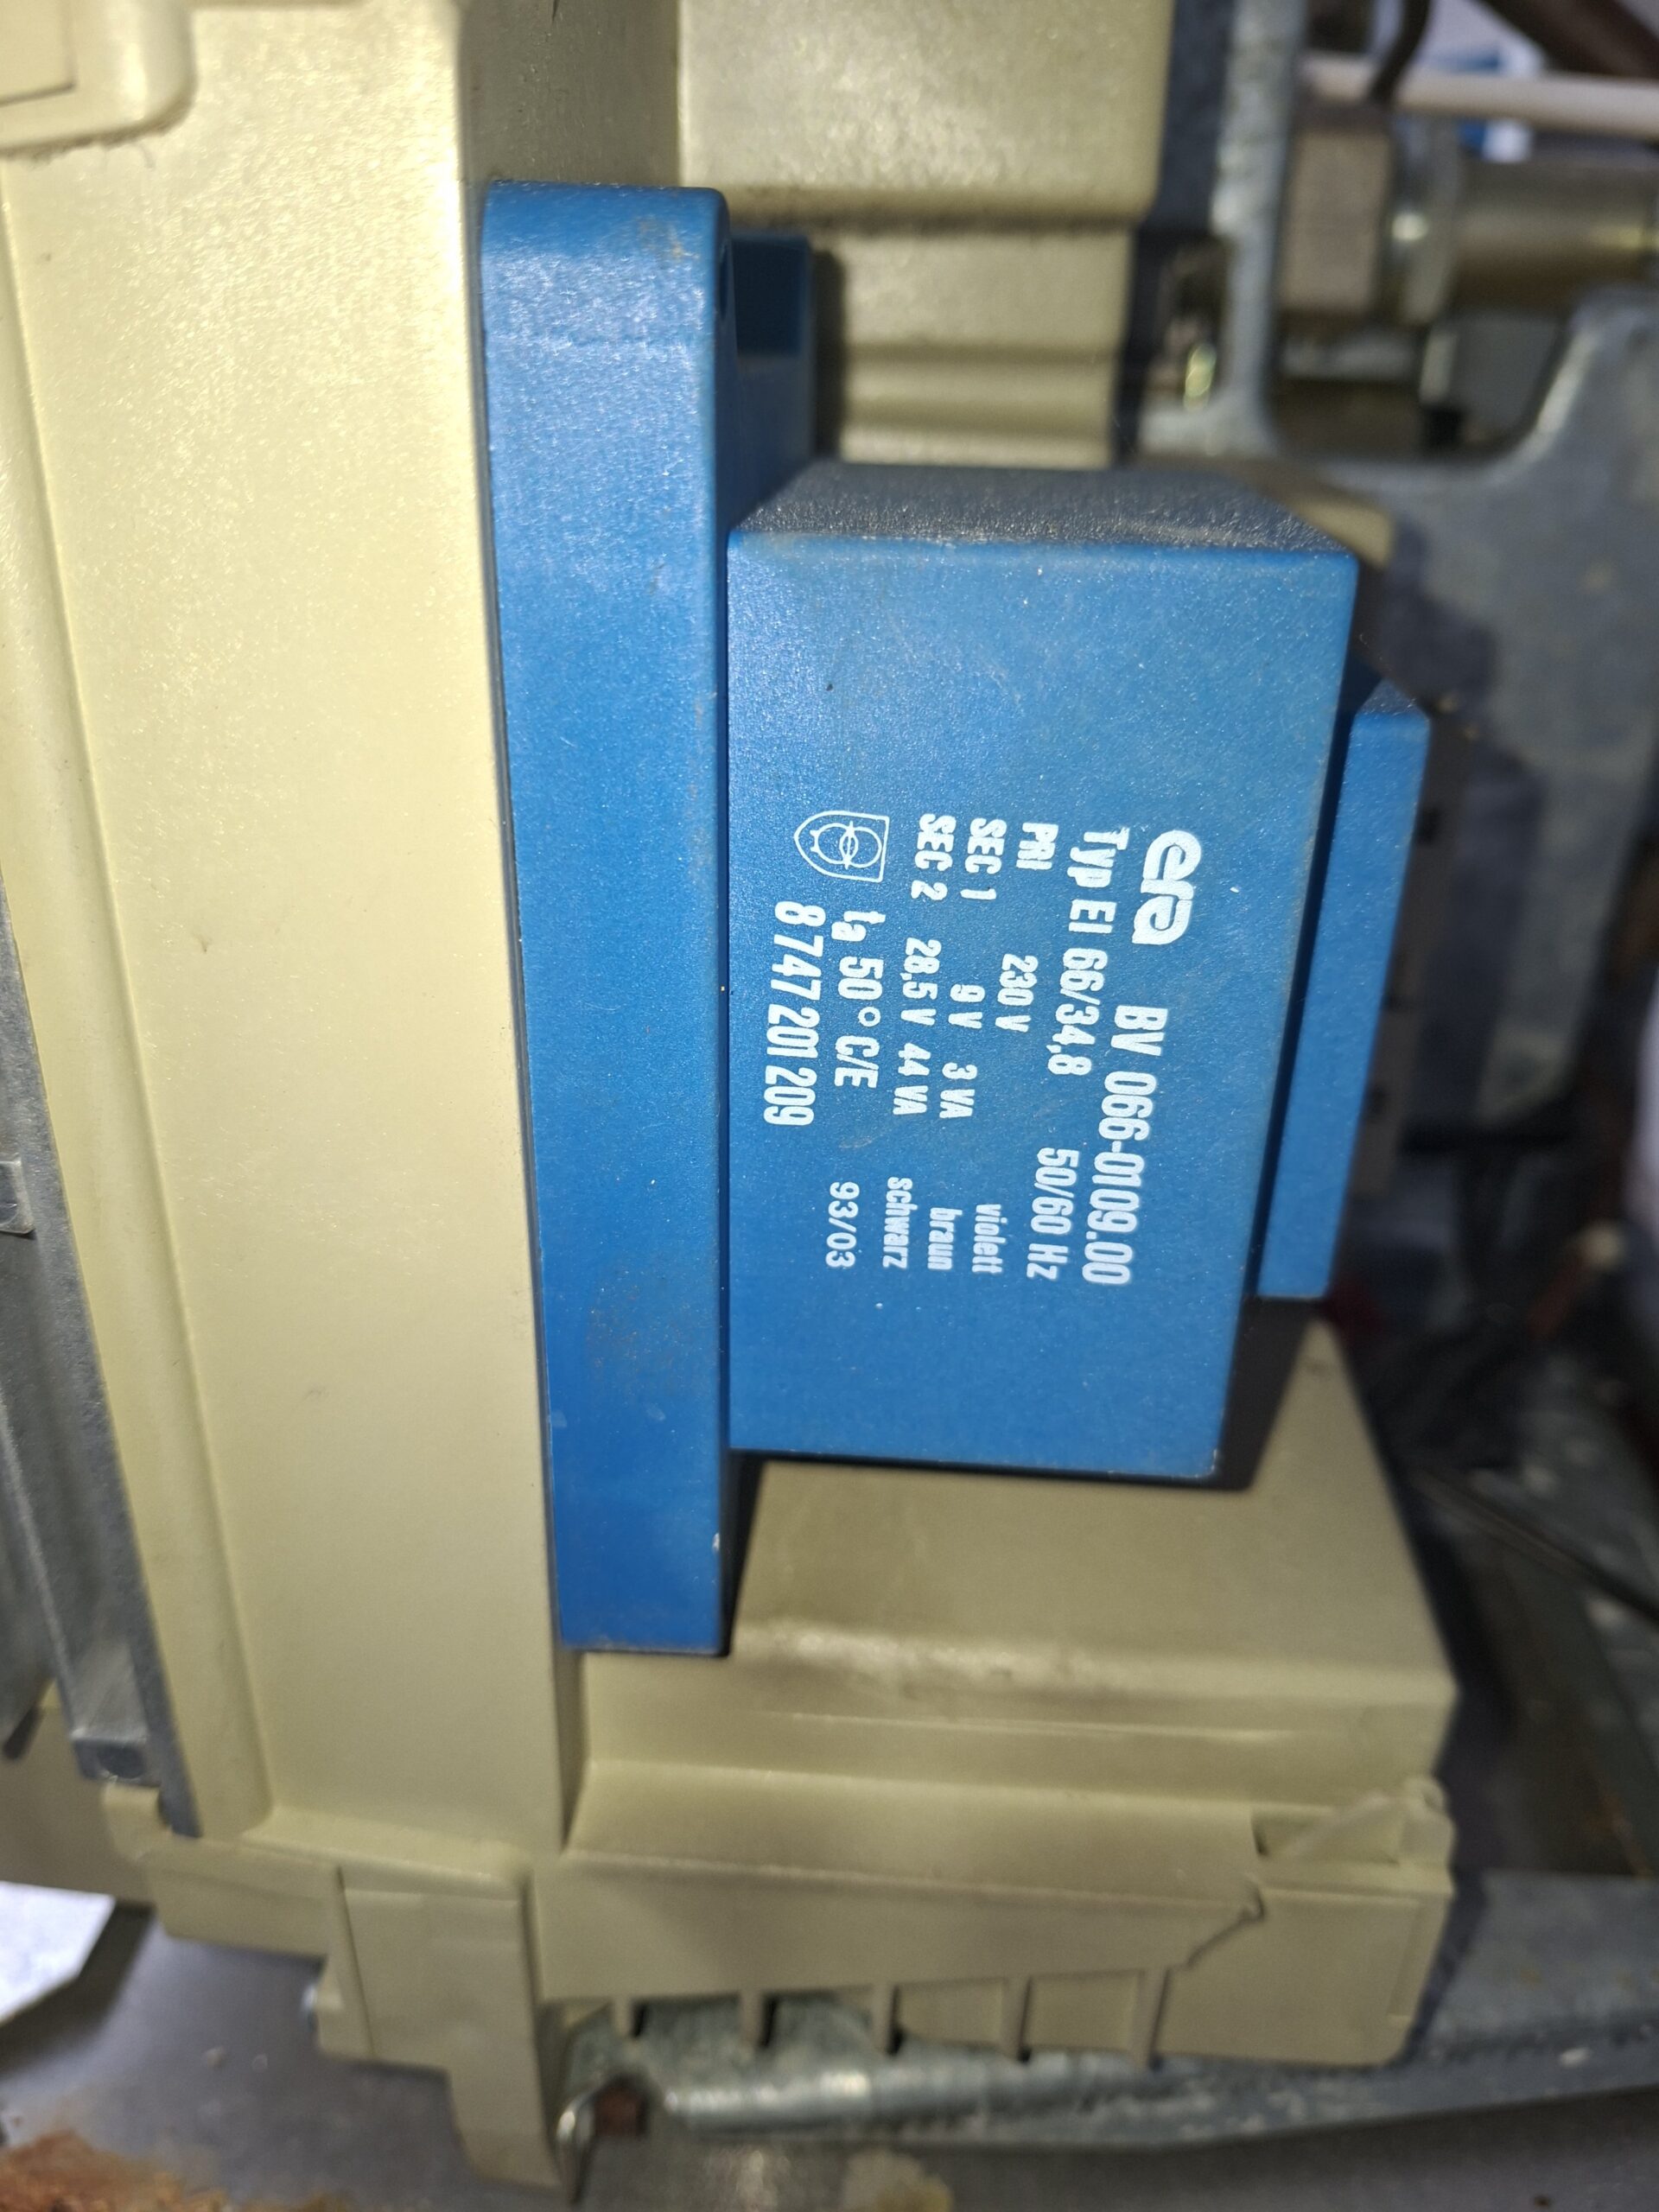 era BV 066-0109.00
Typ EI 66/34,8 50/60 Hz
PRI 230 V violett
SEC 1 9 V 3 VA braun
SEC 2 28,5 V 44 VA schwarz
ta 50° C/E 93/03
8 747 201 209